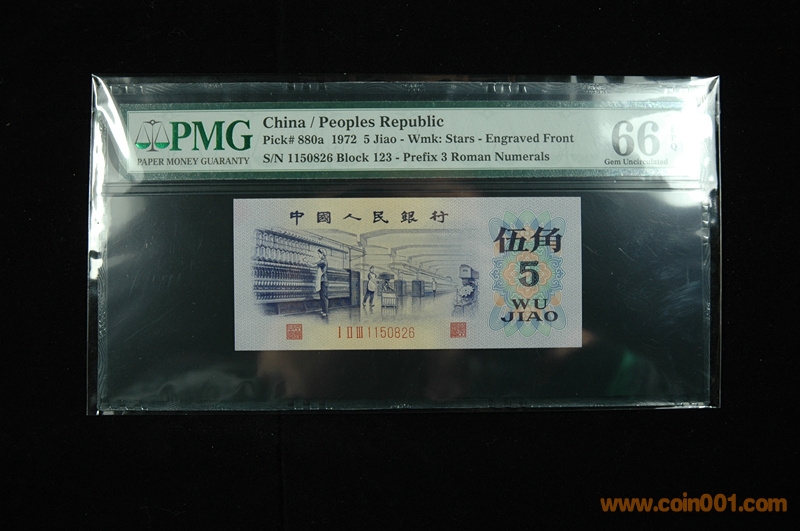 PMG
PAPER MONEY GUARANTY
China / Peoples Republic
Pick# 880a 1972 5 Jiao - Wmk: Stars - Engraved Front
S/N 1150826 Block 123 - Prefix 3 Roman Numerals
66
Gem Uncirculated
中國人民銀行
伍角
5
WU
JIAO
I II III 1150826
www.coin001.com